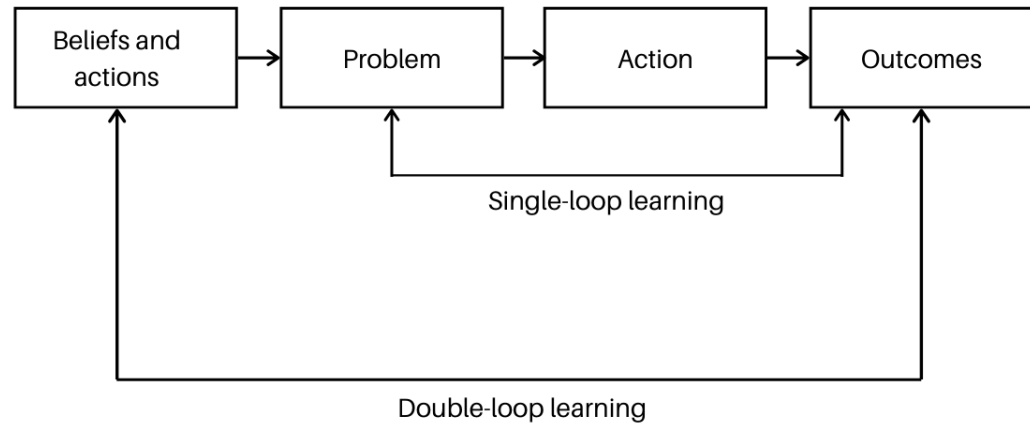 Beliefs and
actions
Problem
Action
Outcomes
Single-loop learning
Double-loop learning